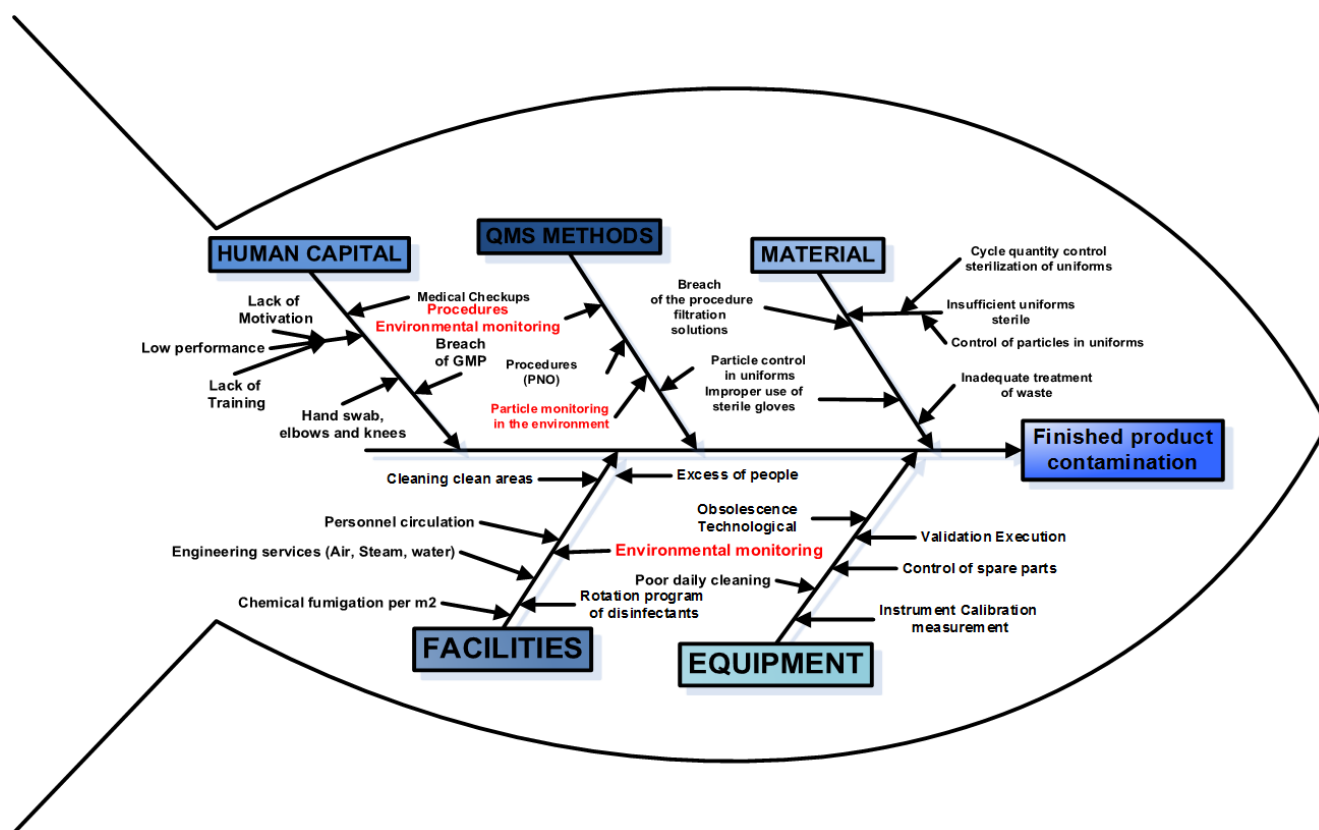 HUMAN CAPITAL
QMS METHODS
MATERIAL
Cycle quantity control
sterilization of uniforms
Breach
of the procedure
filtration
solutions
Insufficient uniforms
sterile
Control of particles in uniforms
Medical Checkups
Lack of
Motivation
Procedures
Environmental monitoring
Low performance
Breach
of GMP
Procedures
(PNO)
Particle control
in uniforms
Improper use of
sterile gloves
Inadequate treatment
of waste
Lack of
Training
Hand swab,
elbows and knees
Particle monitoring
in the environment
Finished product
contamination
Cleaning clean areas
Excess of people
Obsolescence
Technological
Personnel circulation
Validation Execution
Engineering services (Air, Steam, water)
Environmental monitoring
Control of spare parts
Poor daily cleaning
Chemical fumigation per m2
Rotation program
of disinfectants
Instrument Calibration
measurement
FACILITIES
EQUIPMENT